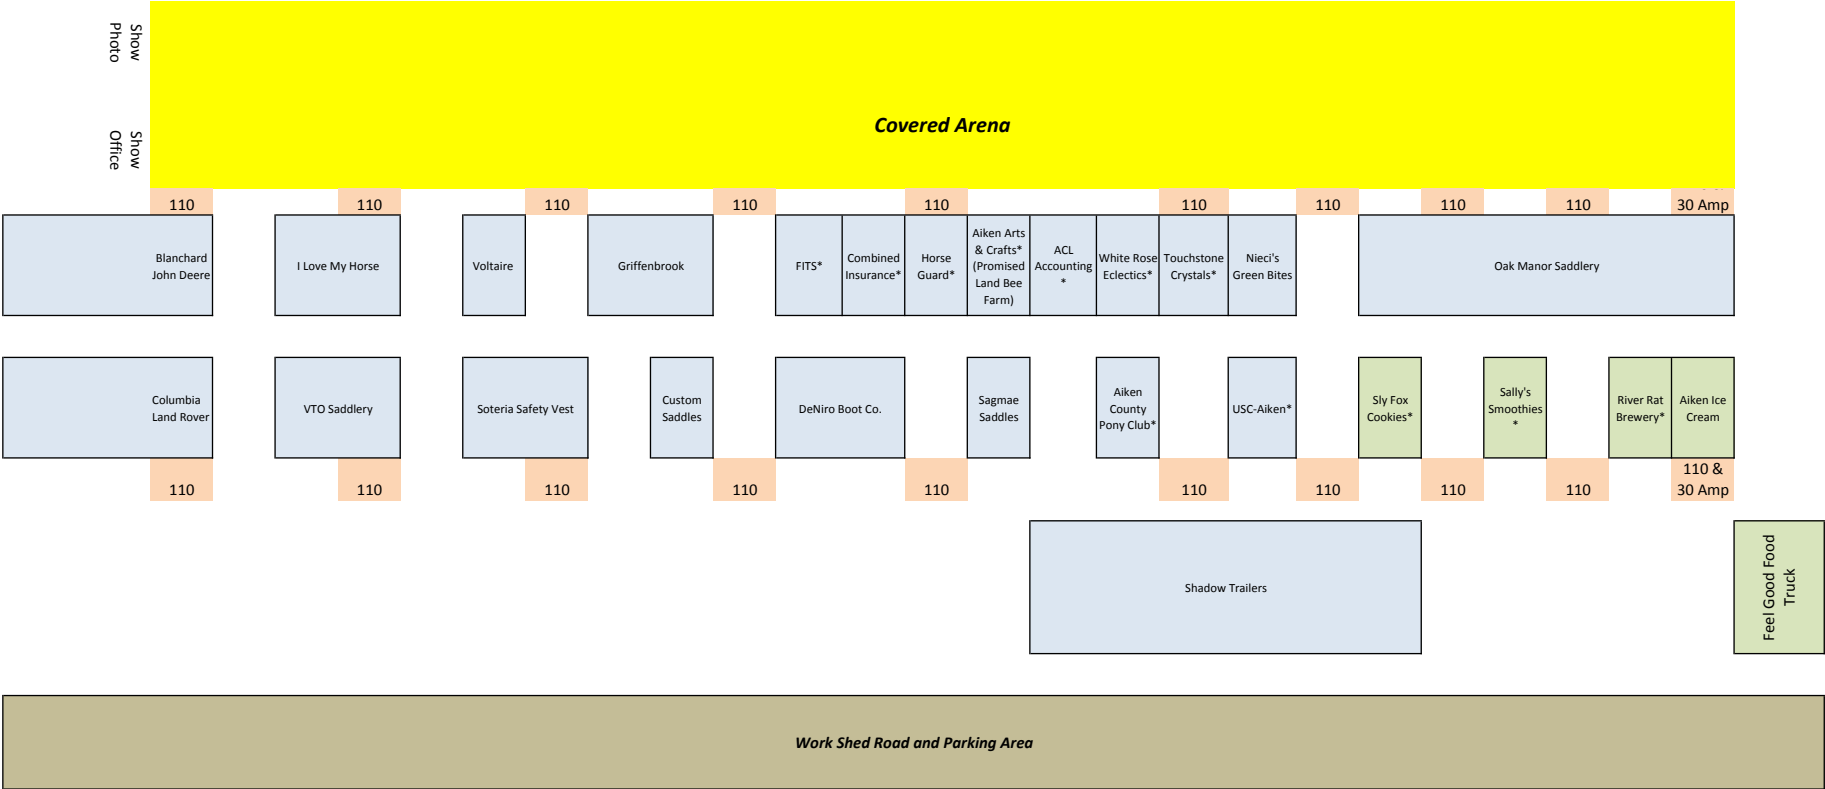 Show
Photo
Show
Office
Covered Arena
110
110
110
110
110
110
110
110
110
30 Amp
Blanchard
John Deere
I Love My Horse
Voltaire
Griffenbrook
FITS*
Combined
Insurance*
Horse
Guard*
Aiken Arts
& Crafts*
(Promised
Land Bee
Farm)
ACL
Accounting
*
White Rose
Eclectics*
Touchstone
Crystals*
Nieci's
Green Bites
Oak Manor Saddlery
Columbia
Land Rover
VTO Saddlery
Soteria Safety Vest
Custom
Saddles
DeNiro Boot Co.
Sagmae
Saddles
Aiken
County
Pony Club*
USC-Aiken*
Sly Fox
Cookies*
Sally's
Smoothies
*
River Rat
Brewery*
Aiken Ice
Cream
110
110
110
110
110
110
110
110
110
110 &
30 Amp
Shadow Trailers
Feel Good Food
Truck
Work Shed Road and Parking Area